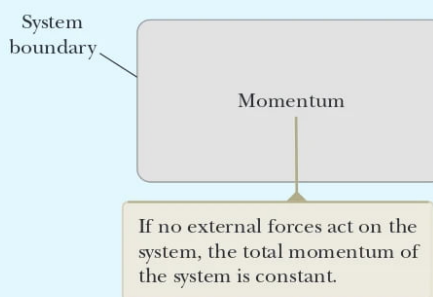 System
boundary
Momentum
If no external forces act on the
system, the total momentum of
the system is constant.